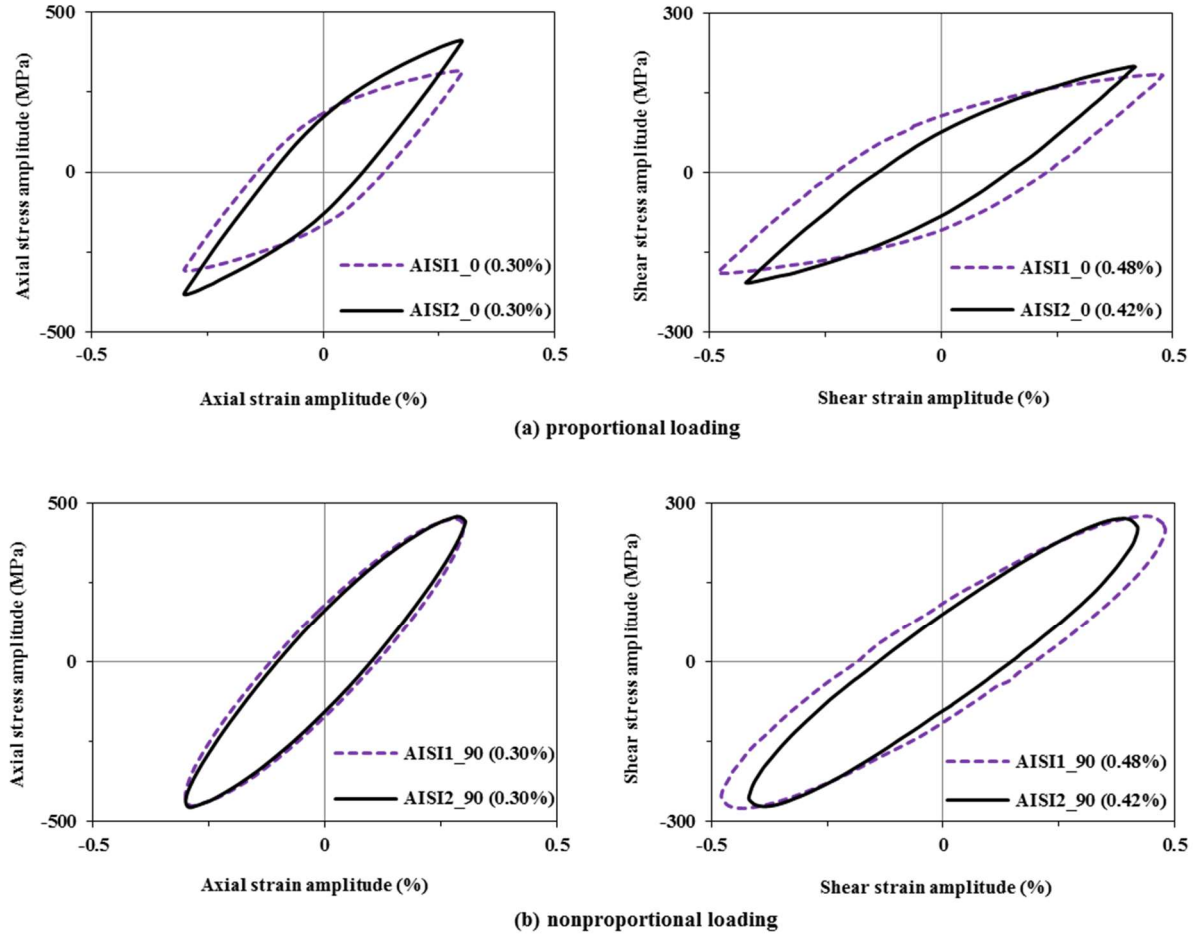 500
0
-500
-0.5
0
0.5
Axial stress amplitude (MPa)
Axial strain amplitude (%)
AISI1_0 (0.30%)
AISI2_0 (0.30%)
300
0
-300
-0.5
0
0.5
Shear stress amplitude (MPa)
Shear strain amplitude (%)
AISI1_0 (0.48%)
AISI2_0 (0.42%)
(a) proportional loading
500
0
-500
-0.5
0
0.5
Axial stress amplitude (MPa)
Axial strain amplitude (%)
AISI1_90 (0.30%)
AISI2_90 (0.30%)
300
0
-300
-0.5
0
0.5
Shear stress amplitude (MPa)
Shear strain amplitude (%)
AISI1_90 (0.48%)
AISI2_90 (0.42%)
(b) nonproportional loading